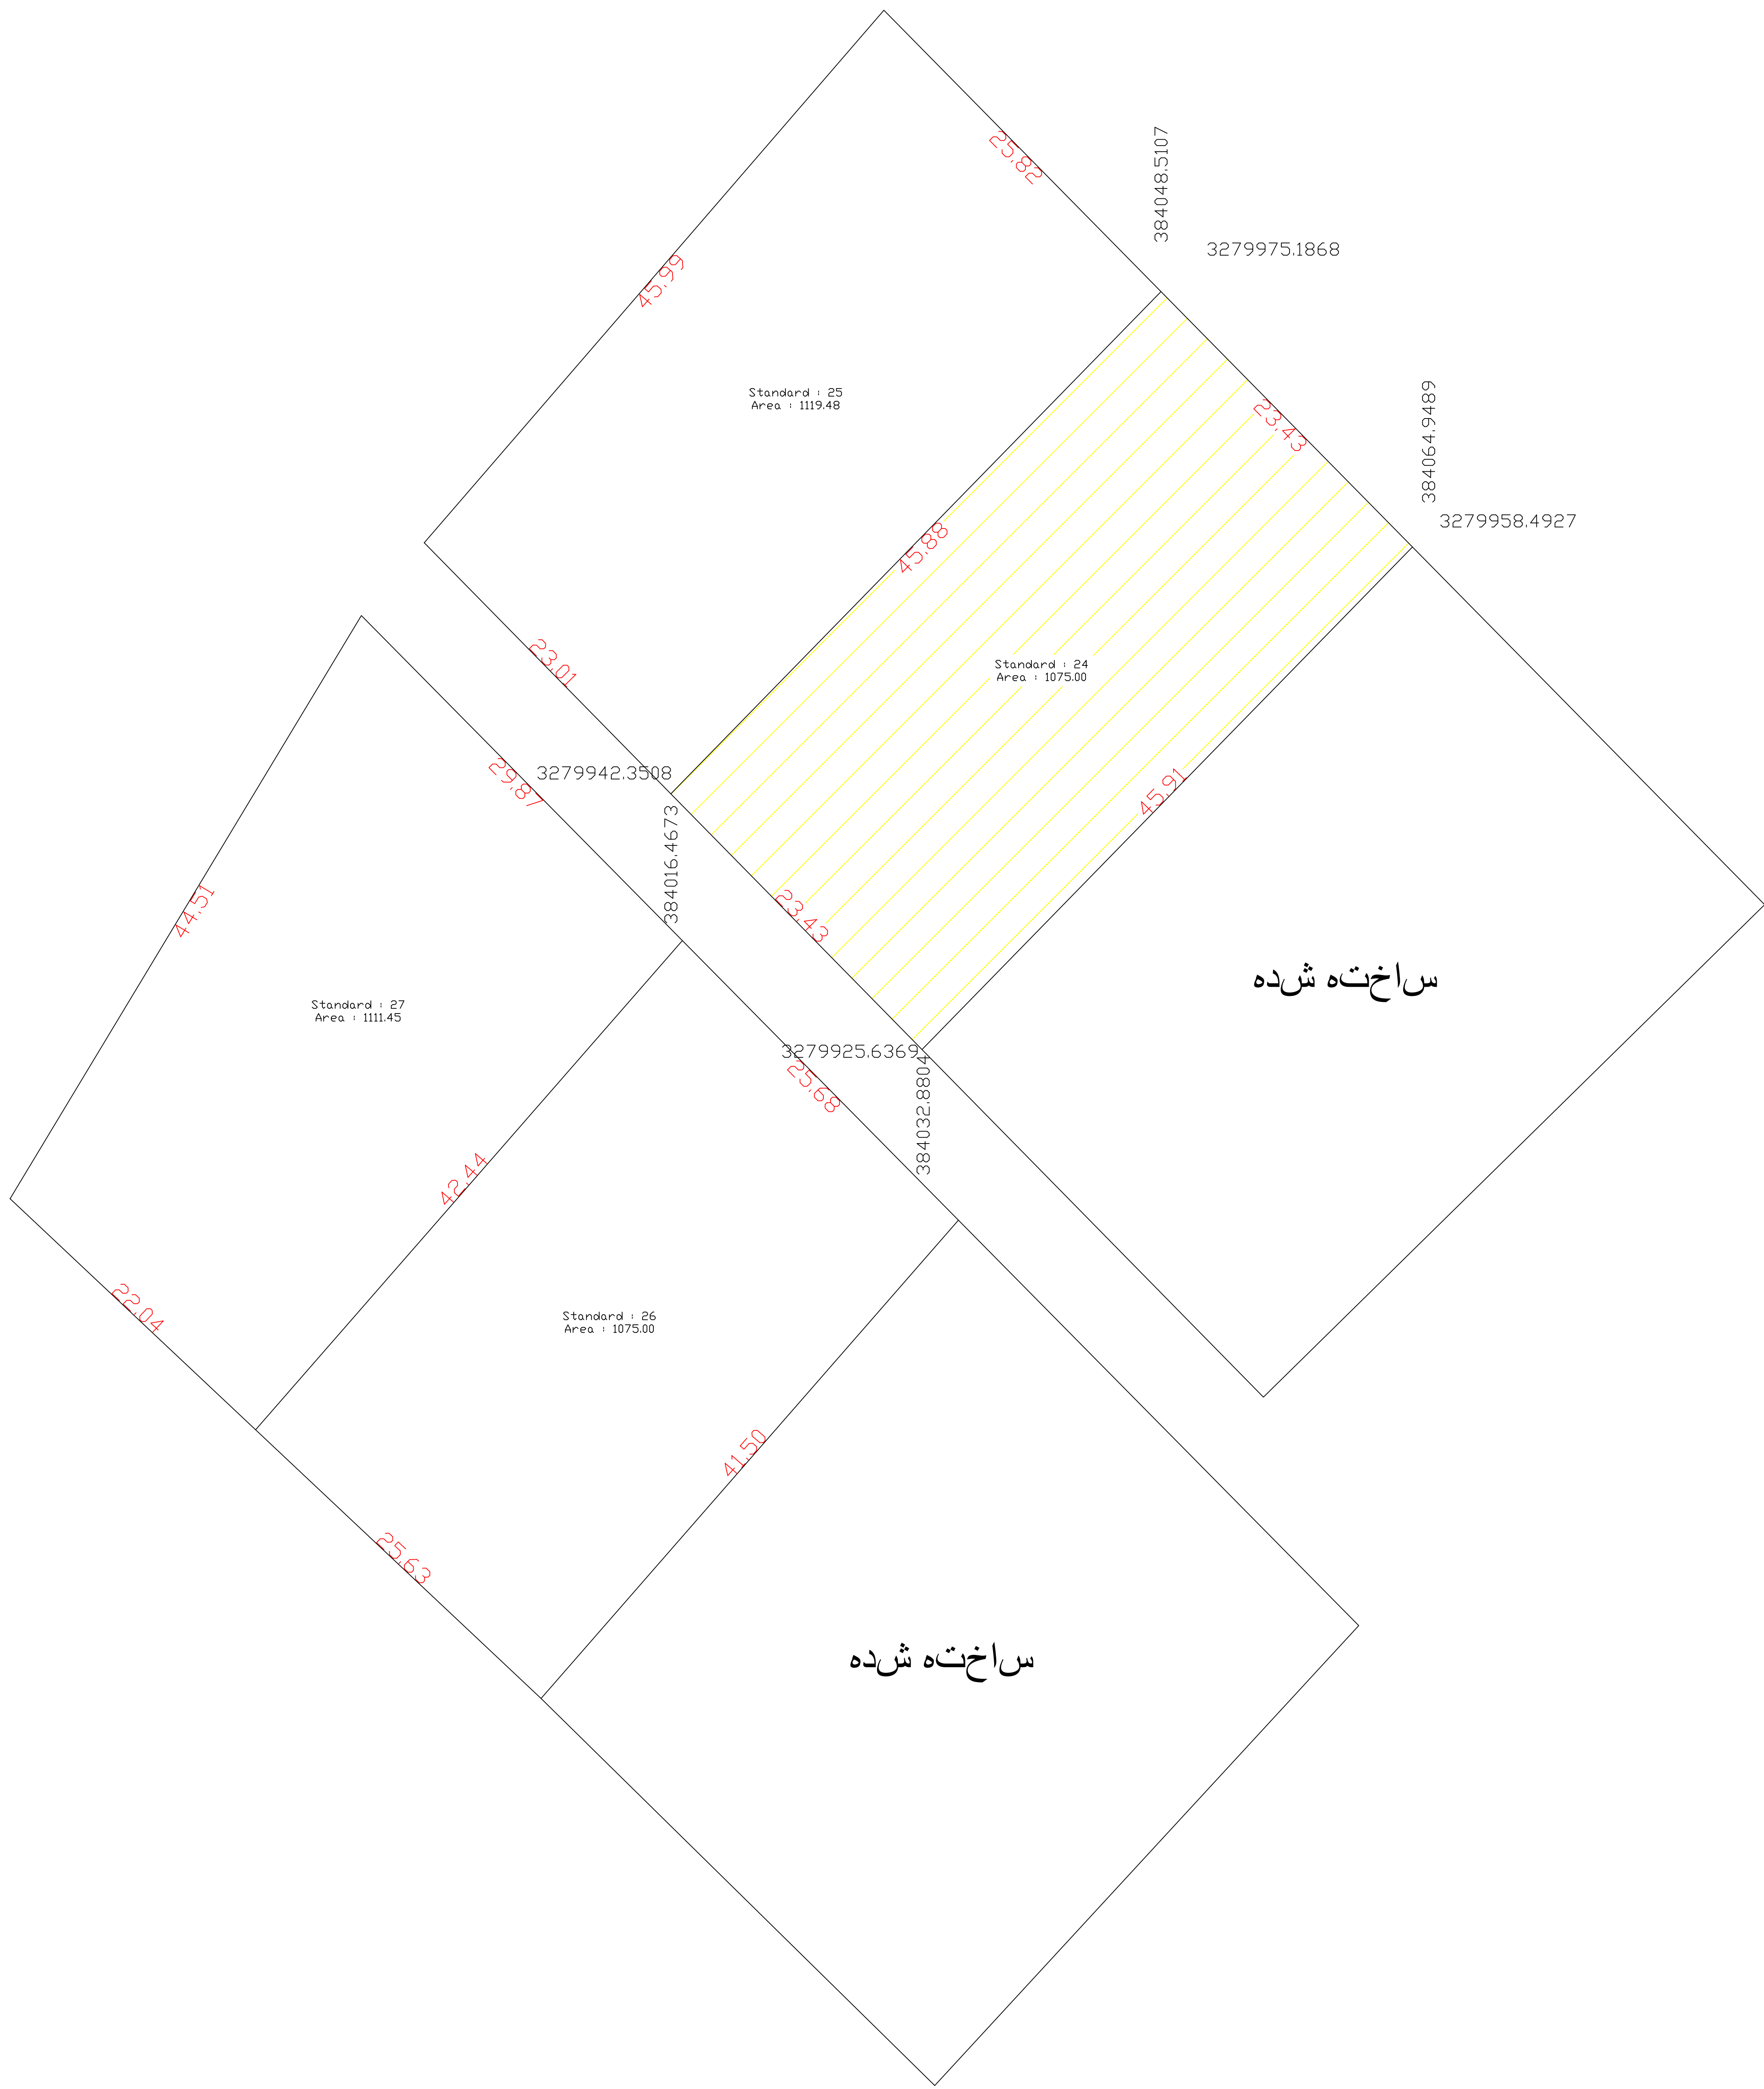 25.82
384048.5107
3279975.1868
45.99
Standard : 25
Area : 1119.48
23.43
384064.9489
3279958.4927
45.88
23.01
Standard : 24
Area : 1075.00
3279942.3508
29.87
384016.4673
45.91
44.51
23.43
ساخته شده
Standard : 27
Area : 1111.45
3279925.6369
25.68
384032.8804
42.44
22.04
Standard : 26
Area : 1075.00
41.50
25.63
ساخته شده